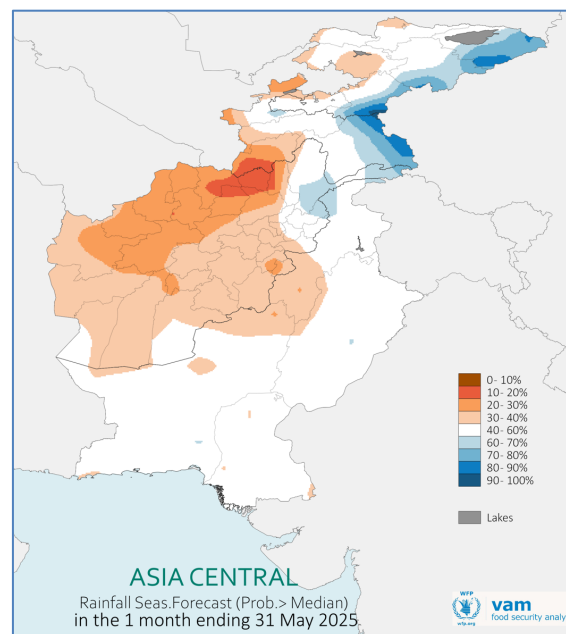 0- 10%
10- 20%
20- 30%
30- 40%
40- 60%
60- 70%
70- 80%
80- 90%
90- 100%
Lakes
ASIA CENTRAL
Rainfall Seas.Forecast (Prob.> Median)
in the 1 month ending 31 May 2025
WFP
wfp.org
vam
food security analy